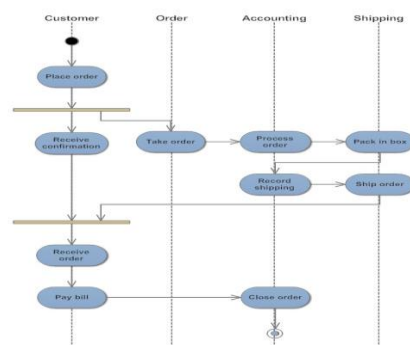 Customer
Order
Accounting
Shipping
Place order
Receive
confirmation
Take order
Process
order
Pack in box
Record
shipping
Ship order
Receive
order
Pay bill
Close order